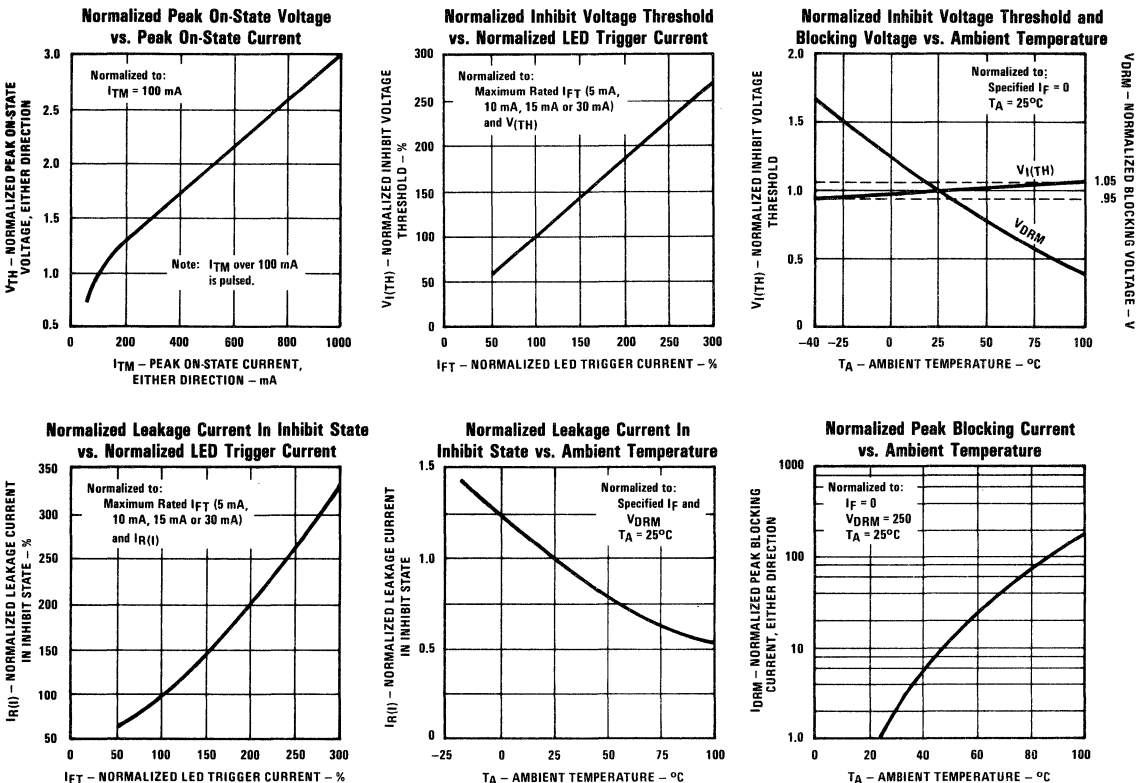 Normalized Peak On-State Voltage
vs. Peak On-State Current
VTH – NORMALIZED PEAK ON-STATE
VOLTAGE, EITHER DIRECTION
3.0
2.5
2.0
1.5
1.0
0.5
Normalized to:
ITM = 100 mA
Note: ITM over 100 mA
is pulsed.
0 200 400 600 800 1000
ITM – PEAK ON-STATE CURRENT,
EITHER DIRECTION – mA
Normalized Inhibit Voltage Threshold
vs. Normalized LED Trigger Current
VI(TH) – NORMALIZED INHIBIT VOLTAGE
THRESHOLD – %
300
250
200
150
100
50
0
Normalized to:
Maximum Rated IFT (5 mA,
10 mA, 15 mA or 30 mA)
and V(TH)
50 100 150 200 250 300
IFT – NORMALIZED LED TRIGGER CURRENT – %
Normalized Inhibit Voltage Threshold and
Blocking Voltage vs. Ambient Temperature
VI(TH) – NORMALIZED INHIBIT VOLTAGE
THRESHOLD
2.0
1.5
1.0
0.5
0
Normalized to:
Specified IF = 0
TA = 25°C
VI(TH)
VDRM
1.05
.95
VDRM – NORMALIZED BLOCKING VOLTAGE – V
–40 –25 0 25 50 75 100
TA – AMBIENT TEMPERATURE – °C
Normalized Leakage Current In Inhibit State
vs. Normalized LED Trigger Current
IR(I) – NORMALIZED LEAKAGE CURRENT
IN INHIBIT STATE – %
350
300
250
200
150
100
50
Normalized to:
Maximum Rated IFT (5 mA,
10 mA, 15 mA or 30 mA)
and IR(I)
0 50 100 150 200 250 300
IFT – NORMALIZED LED TRIGGER CURRENT – %
Normalized Leakage Current In
Inhibit State vs. Ambient Temperature
IR(I) – NORMALIZED LEAKAGE CURRENT
IN INHIBIT STATE
1.5
1.0
0.5
0
Normalized to:
Specified IF and
VDRM
TA = 25°C
–25 0 25 50 75 100
TA – AMBIENT TEMPERATURE – °C
Normalized Peak Blocking Current
vs. Ambient Temperature
IDRM – NORMALIZED PEAK BLOCKING
CURRENT, EITHER DIRECTION
1000
100
10
1.0
Normalized to:
IF = 0
VDRM = 250
TA = 25°C
0 20 40 60 80 100
TA – AMBIENT TEMPERATURE – °C